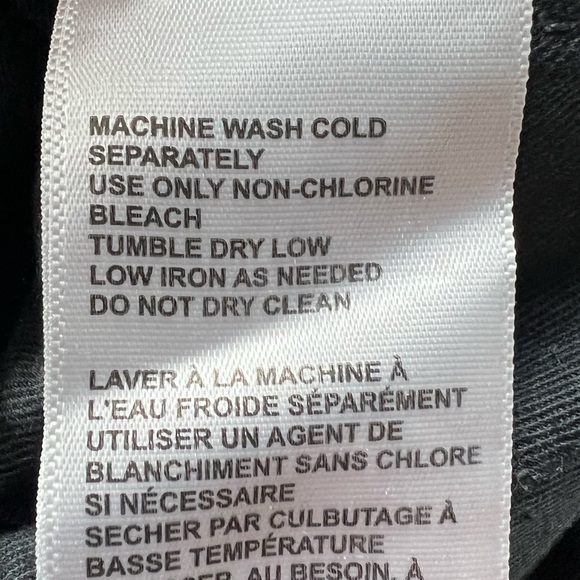 MACHINE WASH COLD
SEPARATELY
USE ONLY NON-CHLORINE
BLEACH
TUMBLE DRY LOW
LOW IRON AS NEEDED
DO NOT DRY CLEAN
LAVER À LA MACHINE À
L'EAU FROIDE SÉPARÉMENT
UTILISER UN AGENT DE
BLANCHIMENT SANS CHLORE
SI NÉCESSAIRE
SECHER PAR CULBUTAGE À
BASSE TEMPÉRATURE
AU BESOIN, À